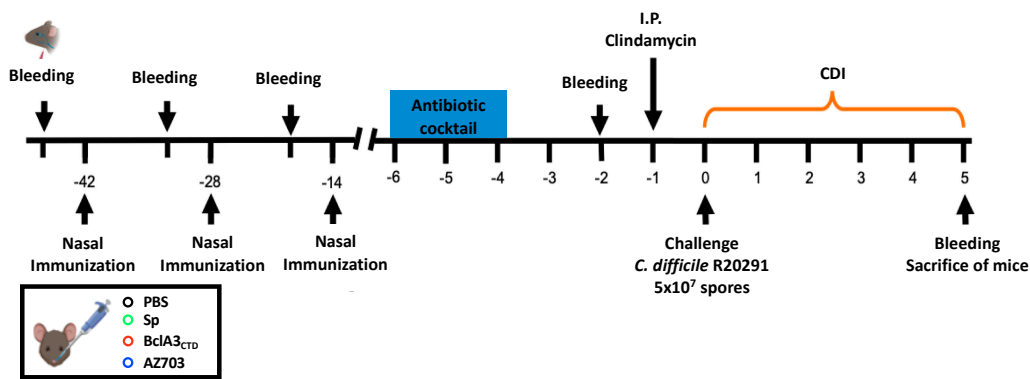 I.P.
Clindamycin
Bleeding
Bleeding
Bleeding
Bleeding
CDI
Antibiotic
cocktail
-42
-28
-14
-6
-5
-4
-3
-2
-1
0
1
2
3
4
5
Nasal
Immunization
Nasal
Immunization
Nasal
Immunization
Challenge
C. difficile R20291
5x10⁷ spores
Bleeding
Sacrifice of mice
PBS
Sp
BclA3CTD
AZ703